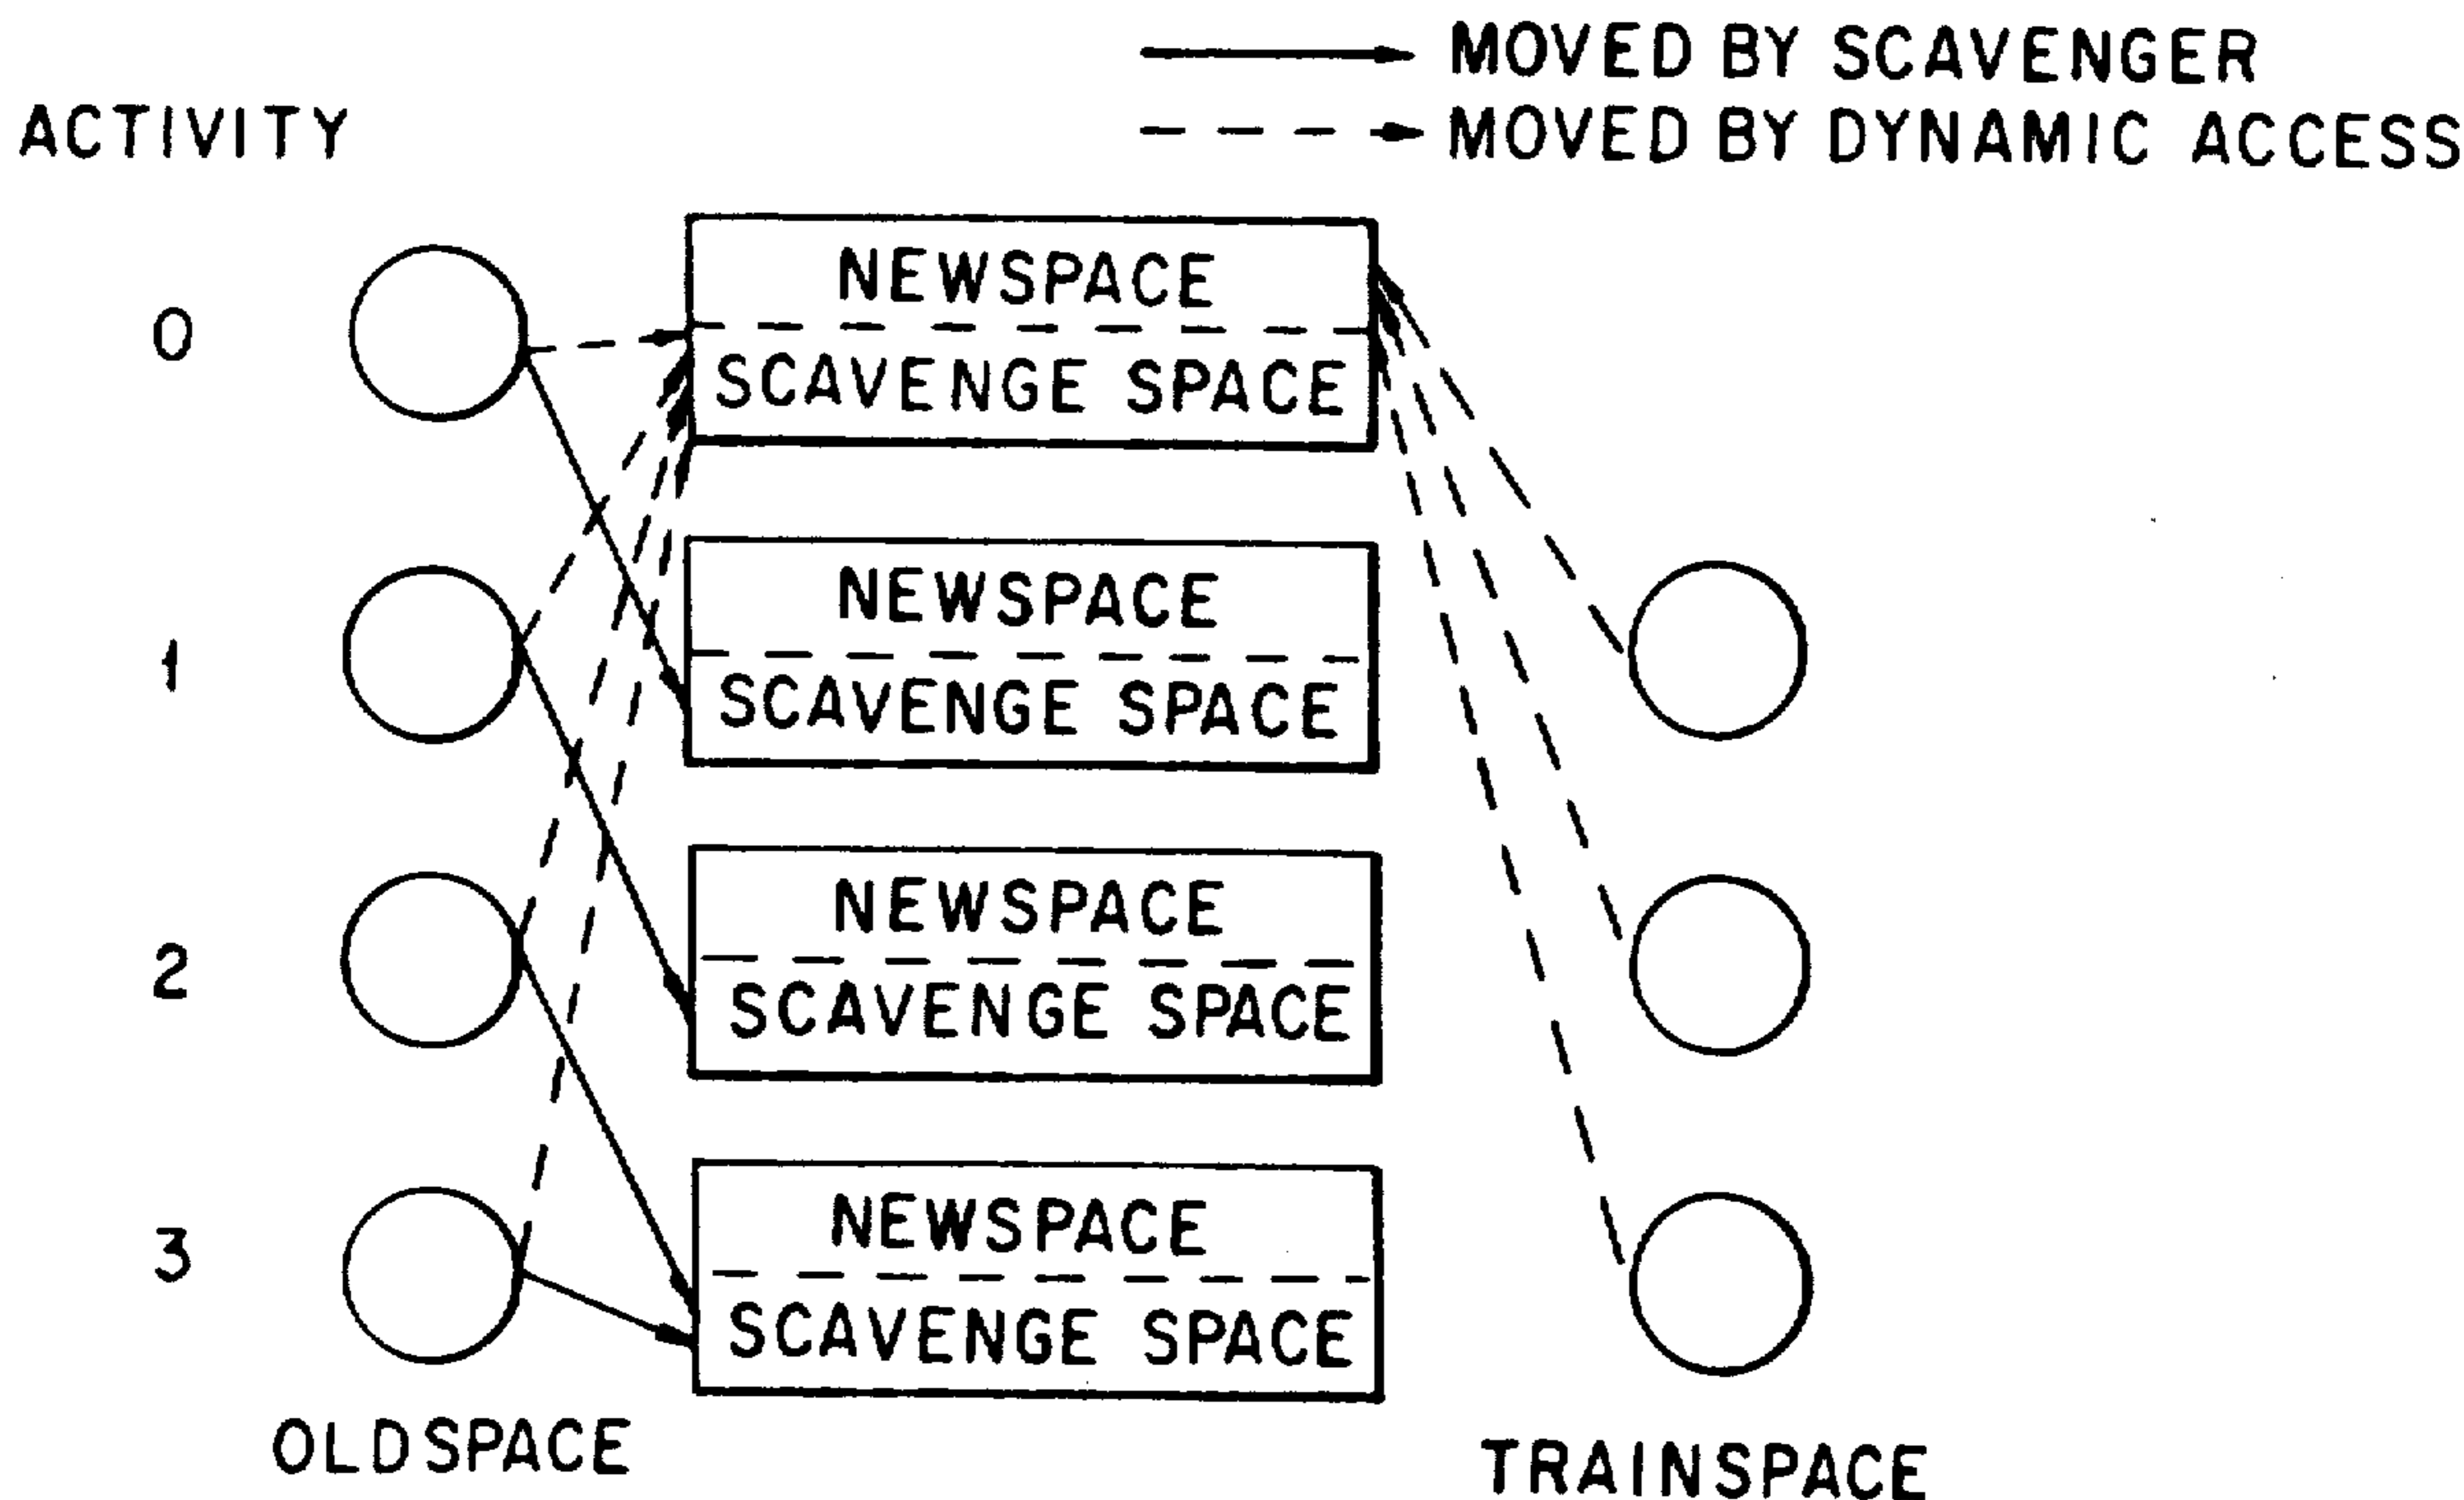 MOVED BY SCAVENGER
ACTIVITY
MOVED BY DYNAMIC ACCESS
0
NEWSPACE
SCAVENGE SPACE
1
NEWSPACE
SCAVENGE SPACE
2
NEWSPACE
SCAVENGE SPACE
3
NEWSPACE
SCAVENGE SPACE
OLDSPACE
TRAINSPACE